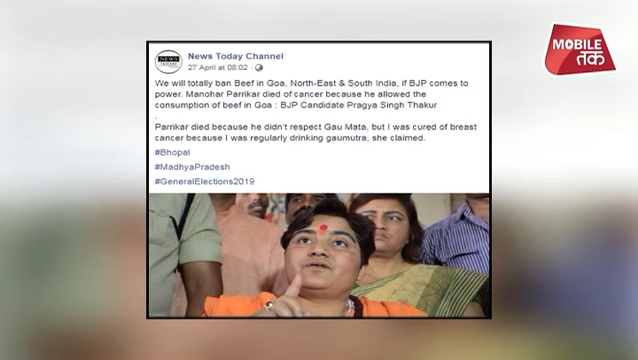 MOBILE
तक
News Today Channel
27 April at 08:02 ·
We will totally ban Beef in Goa, North-East & South India, if BJP comes to
power. Manohar Parrikar died of cancer because he allowed the
consumption of beef in Goa : BJP Candidate Pragya Singh Thakur
.
Parrikar died because he didn't respect Gau Mata, but I was cured of breast
cancer because I was regularly drinking gaumutra, she claimed.
#Bhopal
#MadhyaPradesh
#GeneralElections2019